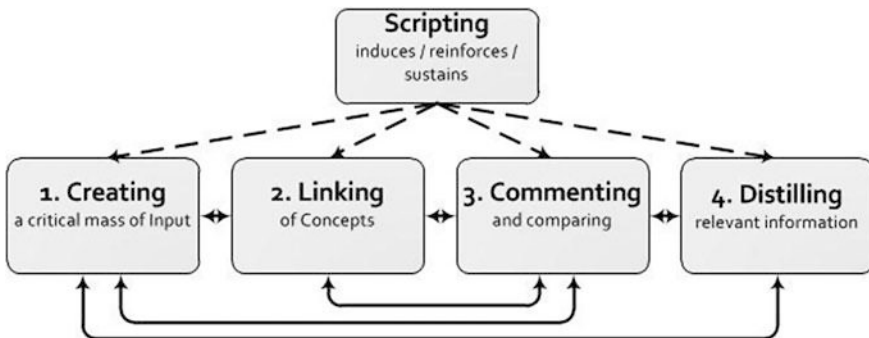 Scripting
induces / reinforces /
sustains
1. Creating
a critical mass of Input
2. Linking
of Concepts
3. Commenting
and comparing
4. Distilling
relevant information